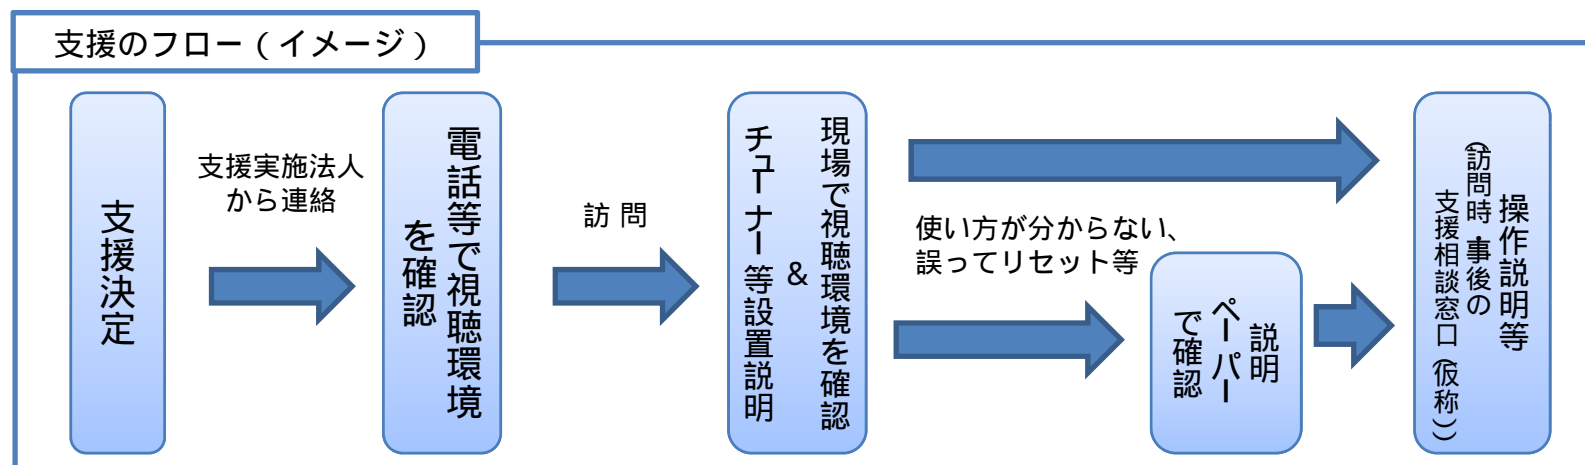 支援のフロー（イメージ）
支援決定
支援実施法人
から連絡
電話等で視聴環境
を確認
訪 問
現場で視聴環境を確認
&
チューナー等設置説明
使い方が分からない、
誤ってリセット等
説明
ペーパー
で確認
操作説明等
（訪問時・事後の
支援相談窓口（仮称））